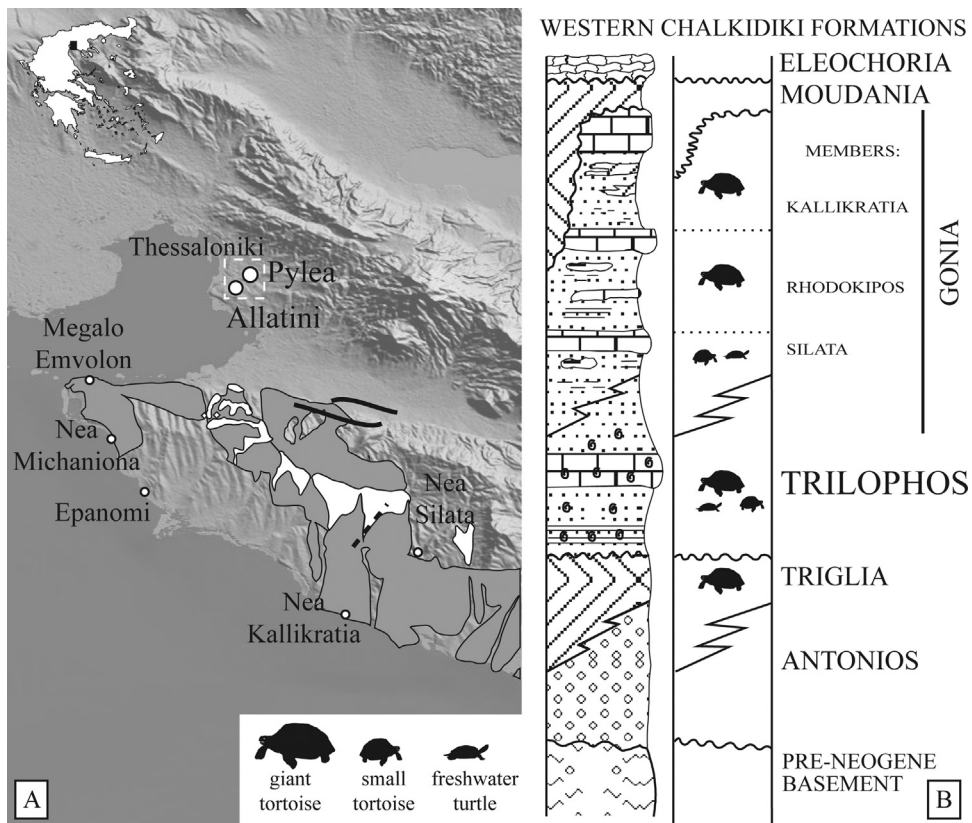 Thessaloniki
Pylea
Allatini
Megalo
Emvolon
Nea
Michaniona
Epanomi
Nea
Silata
Nea
Kallikratia
giant
tortoise
small
tortoise
freshwater
turtle
A
WESTERN CHALKIDIKI FORMATIONS
ELEOCHORIA
MOUDANIA
MEMBERS:
KALLIKRATIA
RHODOKIPOS
SILATA
GONIA
TRILOPHOS
TRIGLIA
ANTONIOS
PRE-NEOGENE
BASEMENT
B